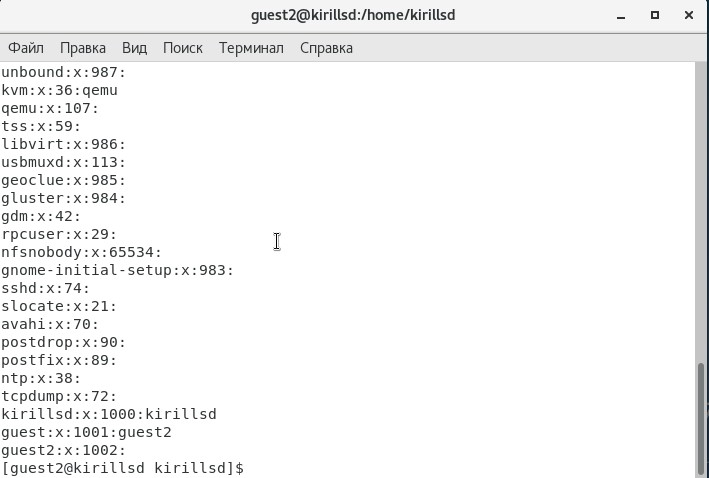 guest2@kirillsd:/home/kirillsd
Файл Правка Вид Поиск Терминал Справка
unbound:x:987:
kvm:x:36:qemu
qemu:x:107:
tss:x:59:
libvirt:x:986:
usbmuxd:x:113:
geoclue:x:985:
gluster:x:984:
gdm:x:42:
rpcuser:x:29:
nfsnobody:x:65534:
gnome-initial-setup:x:983:
sshd:x:74:
slocate:x:21:
avahi:x:70:
postdrop:x:90:
postfix:x:89:
ntp:x:38:
tcpdump:x:72:
kirillsd:x:1000:kirillsd
guest:x:1001:guest2
guest2:x:1002:
[guest2@kirillsd kirillsd]$